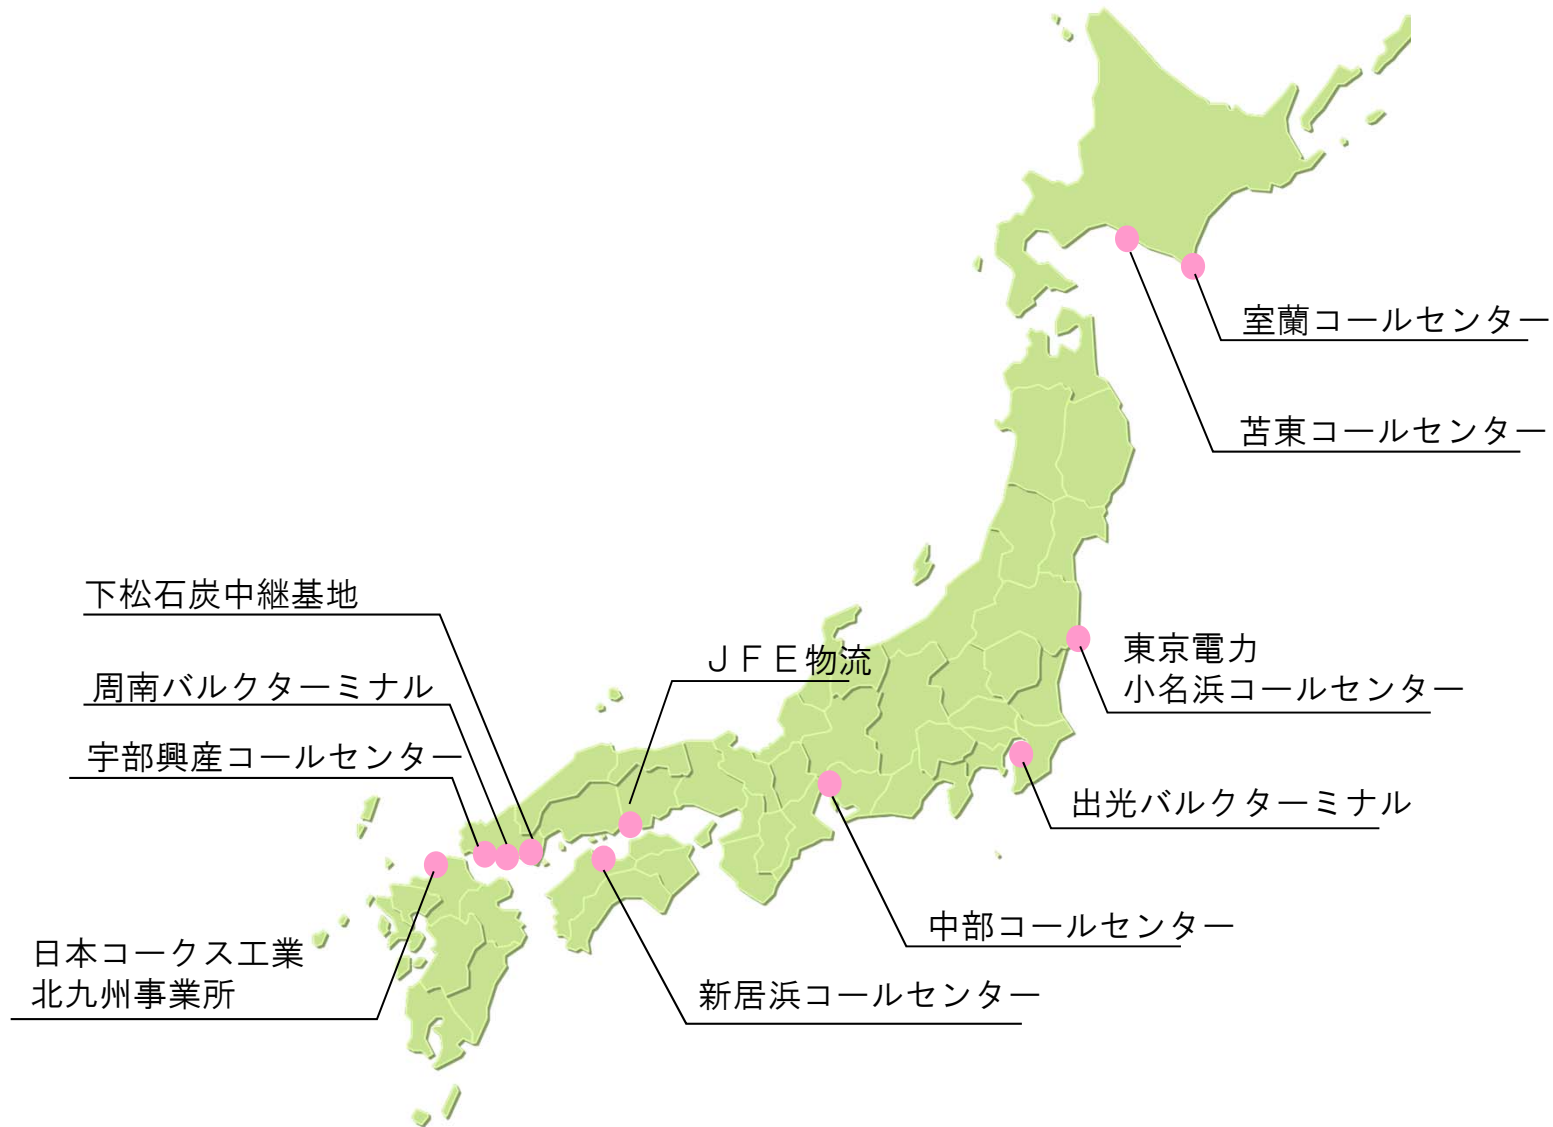 室蘭コールセンター
苫東コールセンター
下松石炭中継基地
周南バルクターミナル
宇部興産コールセンター
ＪＦＥ物流
東京電力
小名浜コールセンター
出光バルクターミナル
中部コールセンター
新居浜コールセンター
日本コークス工業
北九州事業所